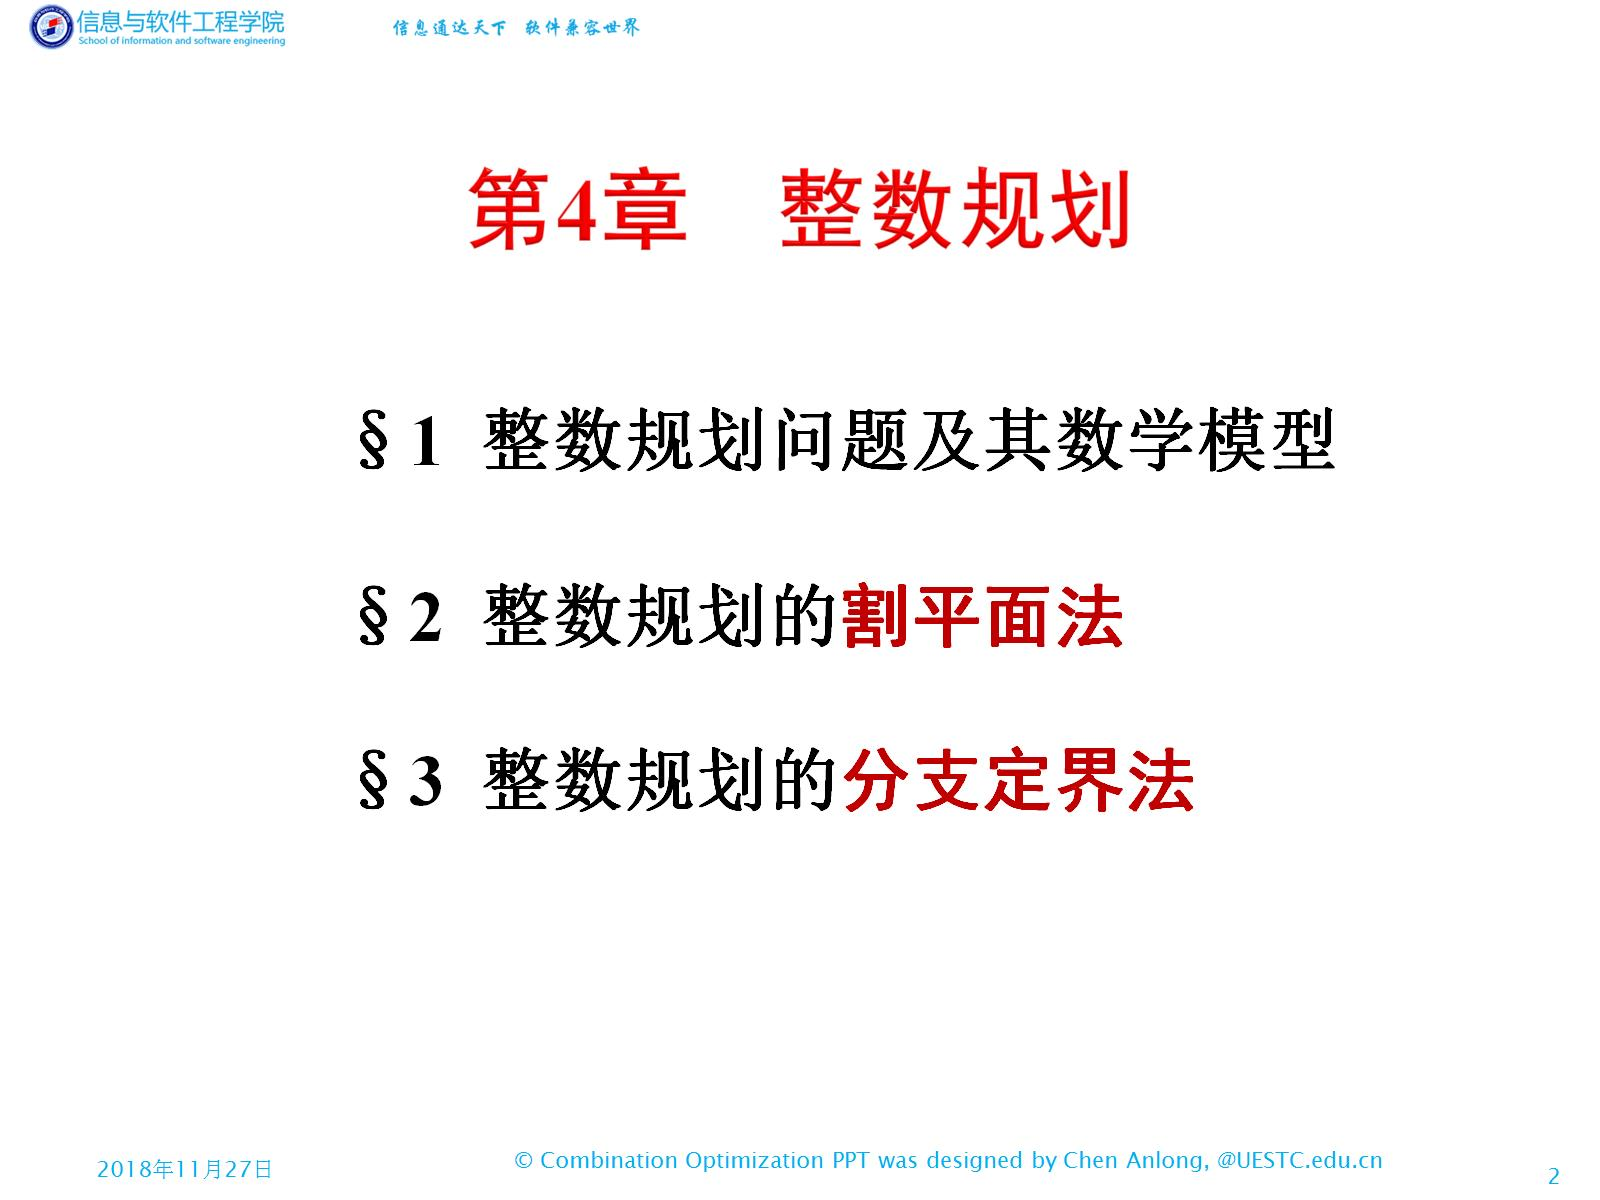 信息与软件工程学院
School of information and software engineering
信息通达天下 软件兼容世界
第4章 整数规划
§1 整数规划问题及其数学模型
§2 整数规划的割平面法
§3 整数规划的分支定界法
2018年11月27日
© Combination Optimization PPT was designed by Chen Anlong, @UESTC.edu.cn
2